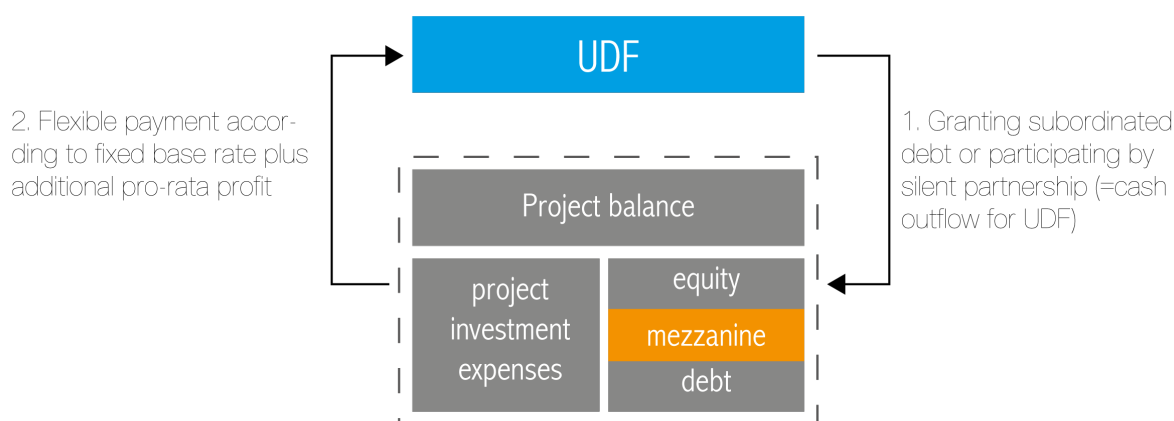 UDF
2. Flexible payment accor-
ding to fixed base rate plus
additional pro-rata profit
1. Granting subordinated
debt or participating by
silent partnership (=cash
outflow for UDF)
Project balance
project
investment
expenses
equity
mezzanine
debt